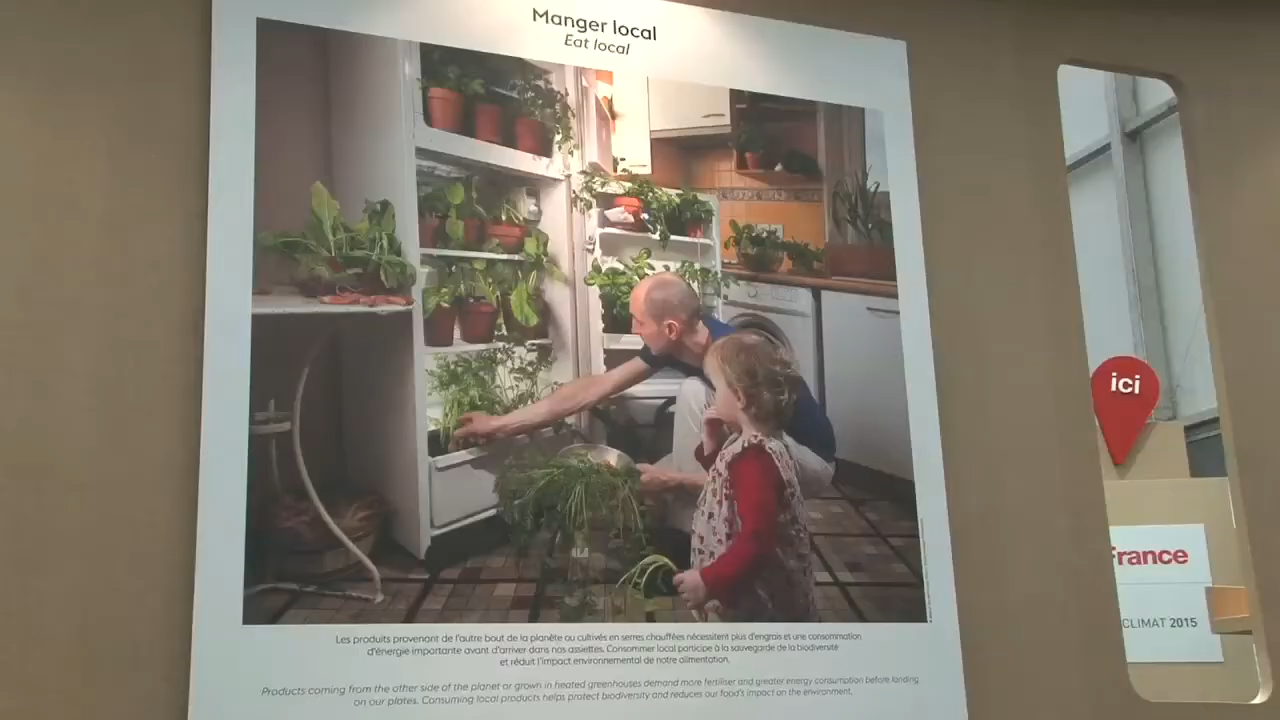 Manger local
Eat local
Les produits provenant de l'autre bout de la planète ou cultivés en serres chauffées nécessitent plus d'engrais et une consommation
d'énergie importante avant d'arriver dans nos assiettes. Consommer local participe à la sauvegarde de la biodiversité
et réduit l'impact environnemental de notre alimentation.
Products coming from the other side of the planet or grown in heated greenhouses demand more fertiliser and greater energy consumption before landing
on our plates. Consuming local products helps protect biodiversity and reduces our food's impact on the environment.
ici
France
CLIMAT 2015